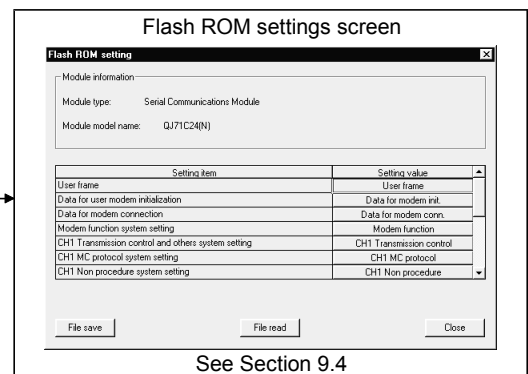 Flash ROM settings screen
Flash ROM setting
Module information
Module type: Serial Communications Module
Module model name: QJ71C24(N)
Setting item Setting value
User frame User frame
Data for user modem initialization Data for modem init.
Data for modem connection Data for modem conn.
Modem function system setting Modem function
CH1 Transmission control and others system setting CH1 Transmission control
CH1 MC protocol system setting CH1 MC protocol
CH1 Non procedure system setting CH1 Non procedure
File save File read Close
See Section 9.4